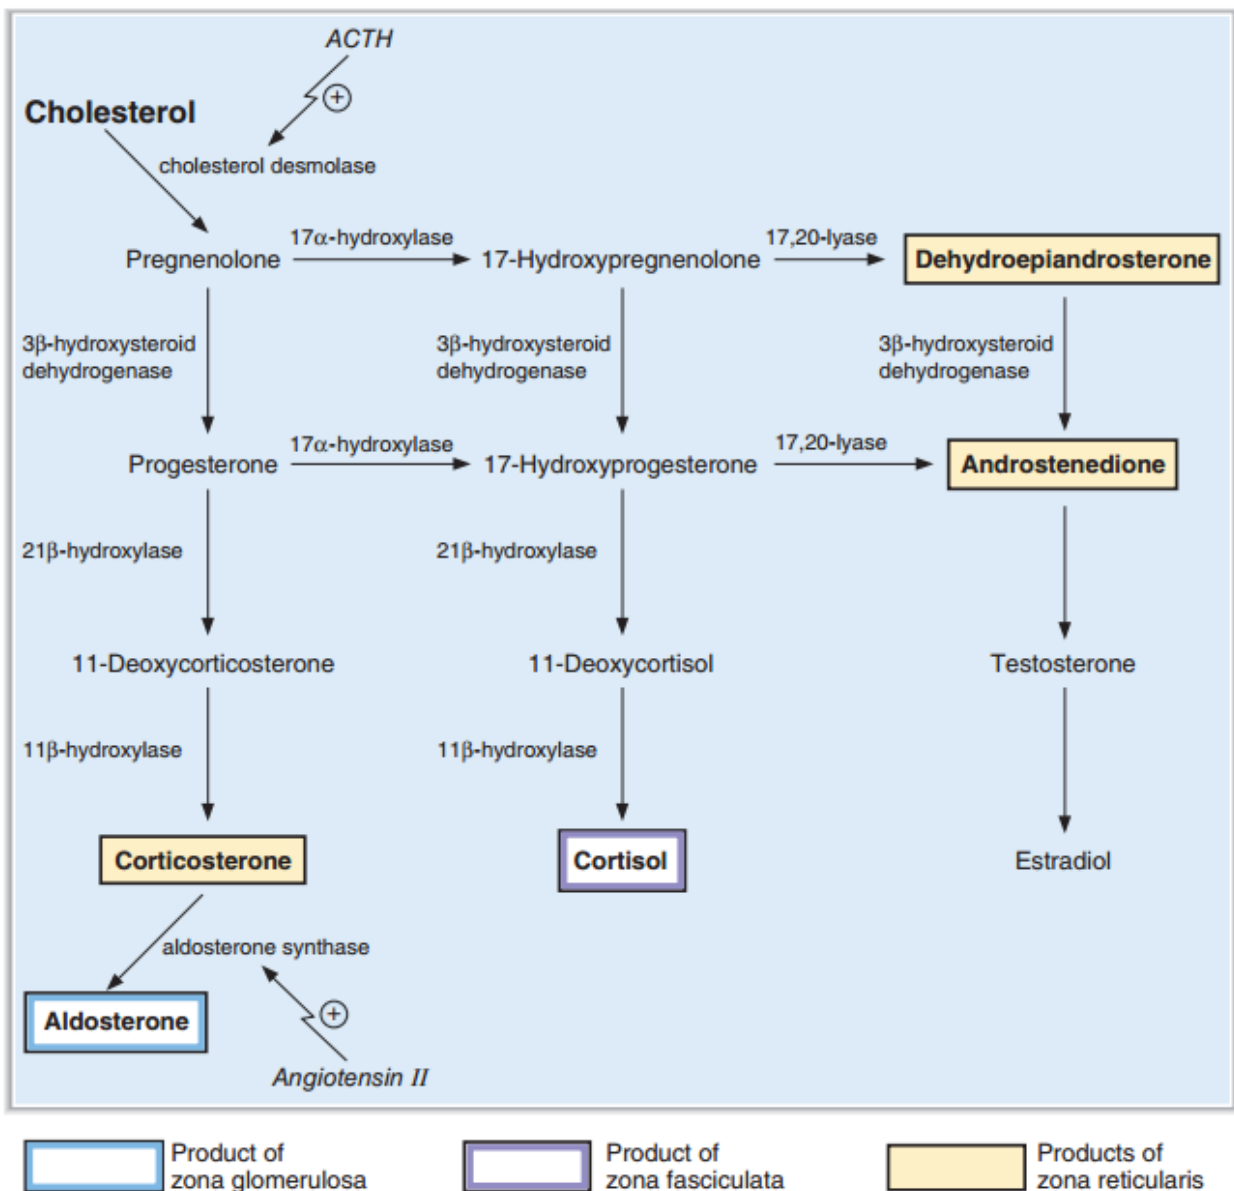 ACTH
+
Cholesterol
cholesterol desmolase
17α-hydroxylase
17,20-lyase
Pregnenolone
17-Hydroxypregnenolone
Dehydroepiandrosterone
3β-hydroxysteroid
dehydrogenase
3β-hydroxysteroid
dehydrogenase
3β-hydroxysteroid
dehydrogenase
17α-hydroxylase
17,20-lyase
Progesterone
17-Hydroxyprogesterone
Androstenedione
21β-hydroxylase
21β-hydroxylase
11-Deoxycorticosterone
11-Deoxycortisol
Testosterone
11β-hydroxylase
11β-hydroxylase
Corticosterone
Cortisol
Estradiol
aldosterone synthase
Aldosterone
+
Angiotensin II
Product of
zona glomerulosa
Product of
zona fasciculata
Products of
zona reticularis